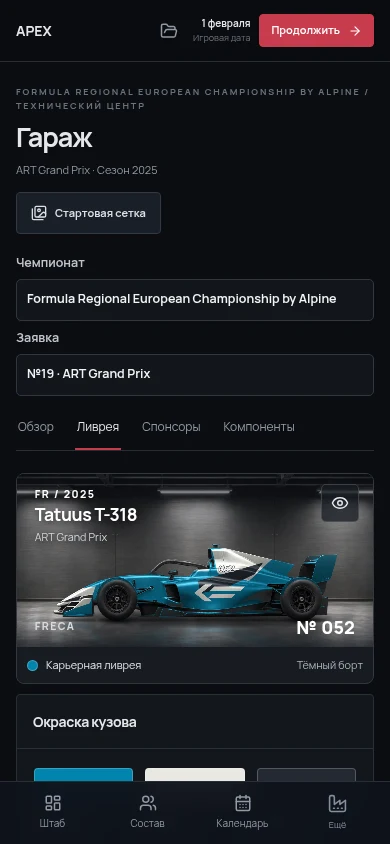 APEX
1 февраля
Игровая дата
Продолжить
FORMULA REGIONAL EUROPEAN CHAMPIONSHIP BY ALPINE /
ТЕХНИЧЕСКИЙ ЦЕНТР
Гараж
ART Grand Prix · Сезон 2025
Стартовая сетка
Чемпионат
Formula Regional European Championship by Alpine
Заявка
№19 · ART Grand Prix
Обзор
Ливрея
Спонсоры
Компоненты
FR / 2025
Tatuus T-318
ART Grand Prix
FRECA
№ 052
Карьерная ливрея
Тёмный борт
Окраска кузова
Штаб
Состав
Календарь
Ещё